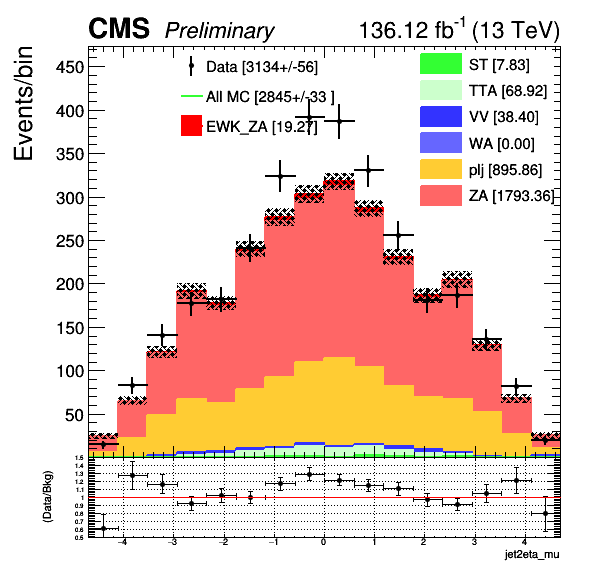 CMS Preliminary 136.12 fb-1 (13 TeV)
Events/bin
450
400
350
300
250
200
150
100
50
Data [3134+/-56]
All MC [2845+/-33 ]
EWK_ZA [19.27]
ST [7.83]
TTA [68.92]
VV [38.40]
WA [0.00]
plj [895.86]
ZA [1793.36]
(Data/Bkg)
1.5
1.4
1.3
1.2
1.1
1
0.9
0.8
0.7
0.6
0.5
−4 −3 −2 −1 0 1 2 3 4
jet2eta_mu